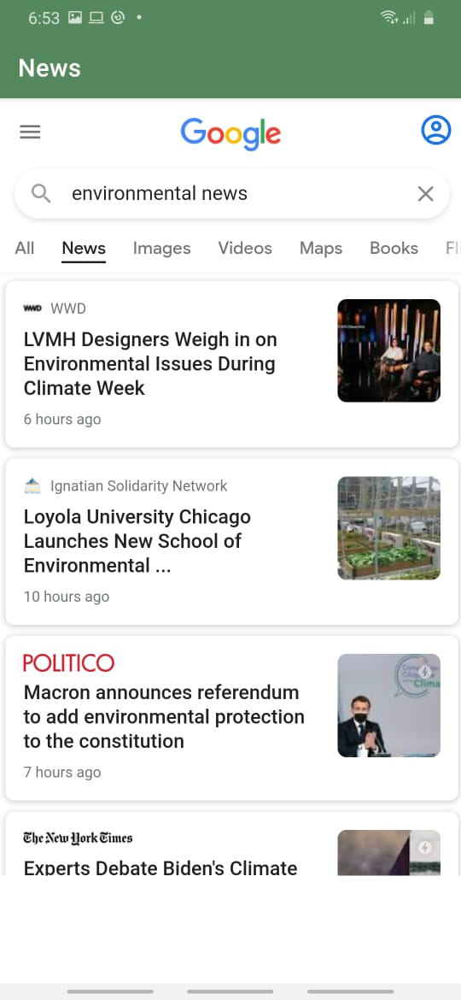 6:53
News
Google
environmental news
All News Images Videos Maps Books Fli
WWD WWD
LVMH Designers Weigh in on
Environmental Issues During
Climate Week
6 hours ago
Ignatian Solidarity Network
Loyola University Chicago
Launches New School of
Environmental ...
10 hours ago
POLITICO
Macron announces referendum
to add environmental protection
to the constitution
7 hours ago
Clima
The New York Times
Experts Debate Biden's Climate